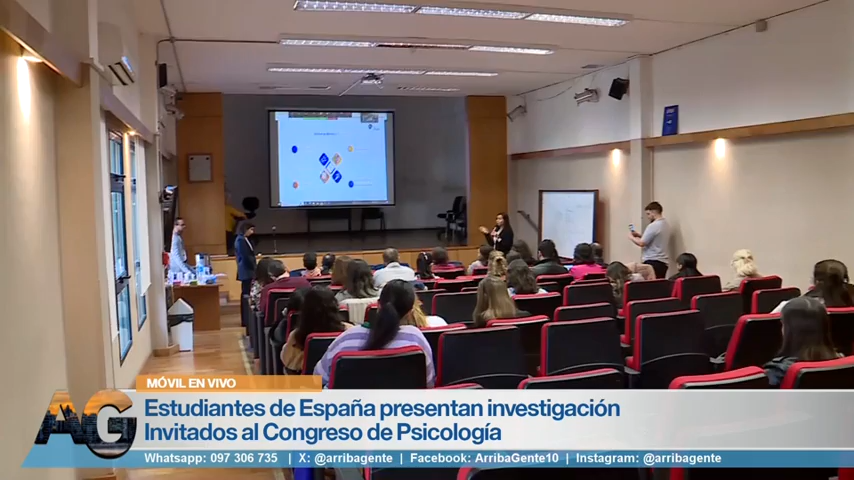 MÓVIL EN VIVO
AG
Estudiantes de España presentan investigación
Invitados al Congreso de Psicología
Whatsapp: 097 306 735 | X: @arribagente | Facebook: ArribaGente10 | Instagram: @arribagente